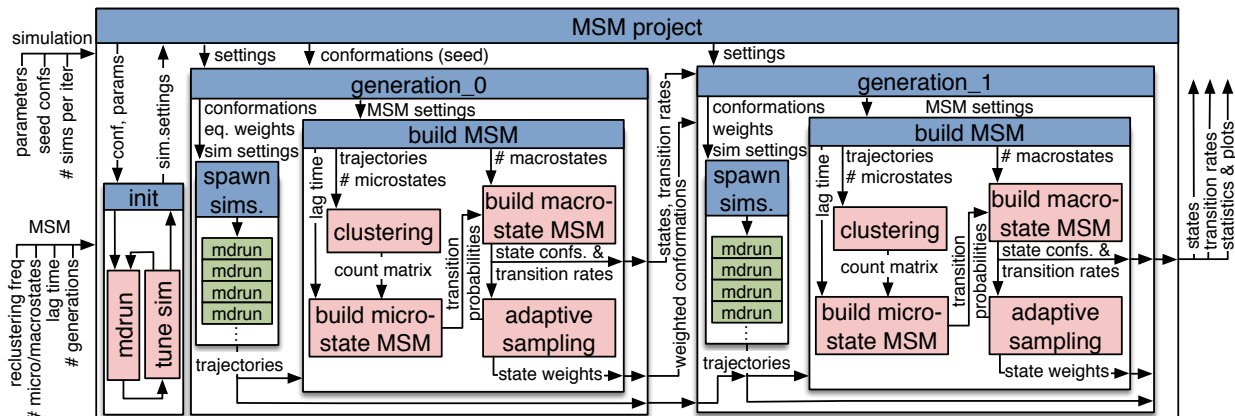 MSM project
simulation
parameters
seed confs
# sims per iter
MSM
reclustering freq
# micro/macrostates
lag time
# generations
conf, params
sim.settings
init
mdrun
tune sim
settings
conformations (seed)
generation_0
conformations
eq. weights
sim settings
spawn
sims.
mdrun
mdrun
mdrun
mdrun
trajectories
MSM settings
build MSM
lag time
trajectories
# microstates
clustering
count matrix
build micro-
state MSM
transition
probabilities
# macrostates
build macro-
state MSM
state confs. &
transition rates
adaptive
sampling
state weights
states, transition rates
weighted conformations
settings
generation_1
conformations
weights
sim settings
spawn
sims.
mdrun
mdrun
mdrun
mdrun
trajectories
MSM settings
build MSM
lag time
trajectories
# microstates
clustering
count matrix
build micro-
state MSM
transition
probabilities
# macrostates
build macro-
state MSM
state confs. &
transition rates
adaptive
sampling
state weights
states
transition rates
statistics & plots